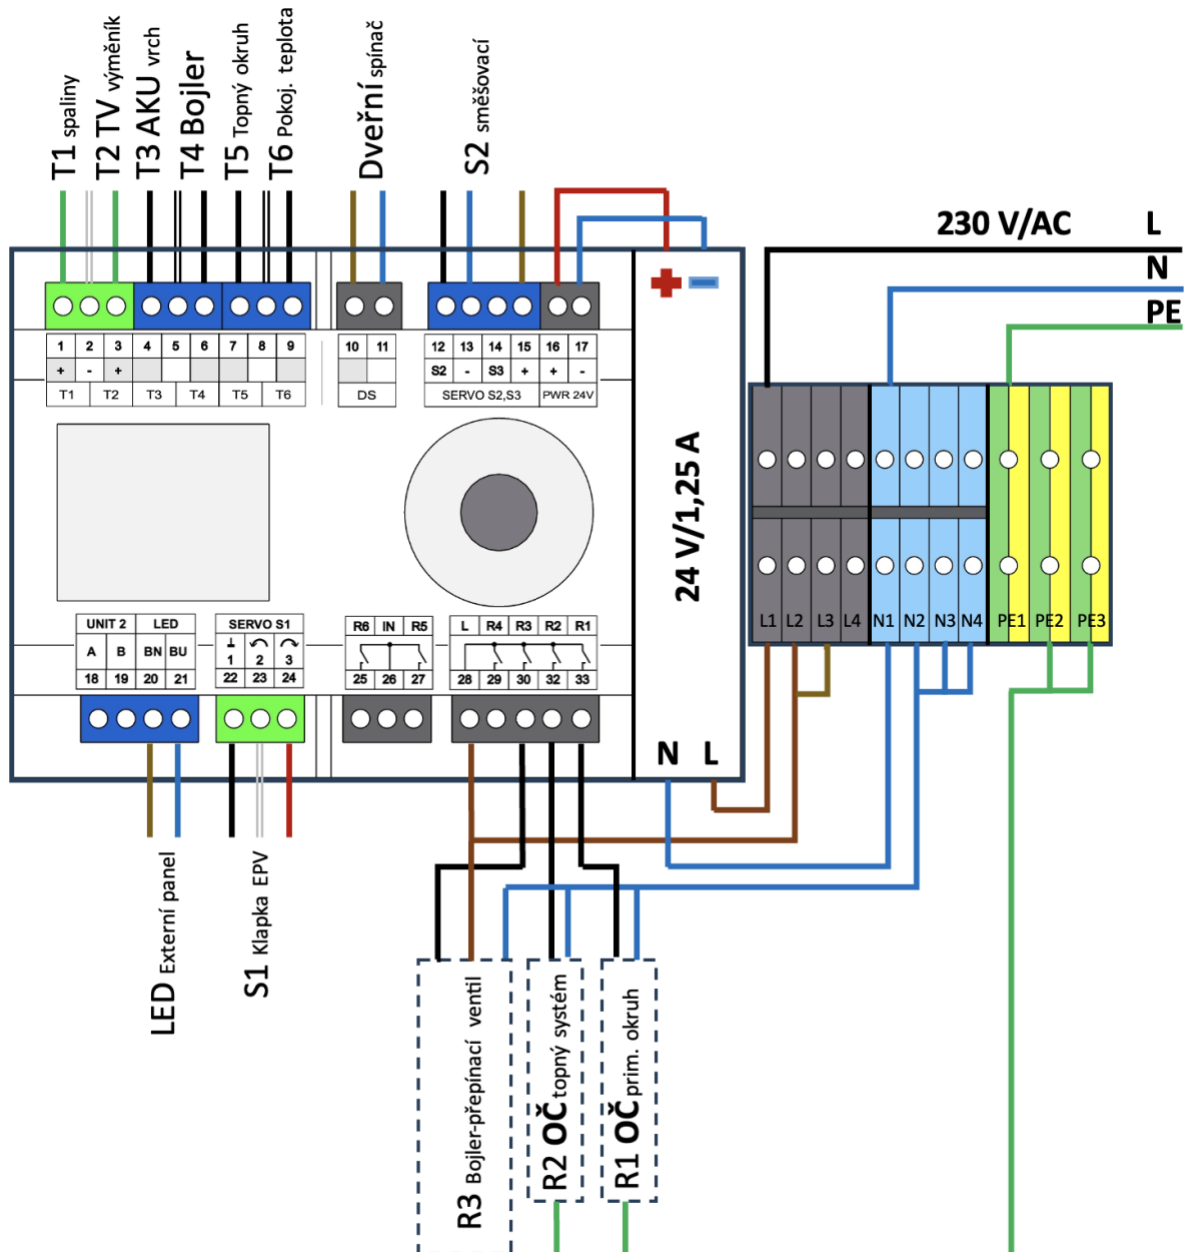 T1 spaliny
T2 TV výměník
T3 AKU vrch
T4 Bojler
T5 Topný okruh
T6 Pokoj. teplota
Dveřní spínač
S2 směšovací
230 V/AC
L
N
PE
1 2 3 4 5 6 7 8 9
+ - +
T1 T2 T3 T4 T5 T6
10 11
DS
12 13 14 15 16 17
S2 - S3 + + -
SERVO S2,S3 PWR 24V
+ -
24 V/1,25 A
L1 L2 L3 L4 N1 N2 N3 N4 PE1 PE2 PE3
UNIT 2 LED
A B BN BU
18 19 20 21
SERVO S1
1 2 3
22 23 24
R6 IN R5
25 26 27
L R4 R3 R2 R1
28 29 30 32 33
N L
LED Externí panel
S1 Klapka EPV
R3 Bojler-přepínací ventil
R2 OČ topný systém
R1 OČ prim. okruh